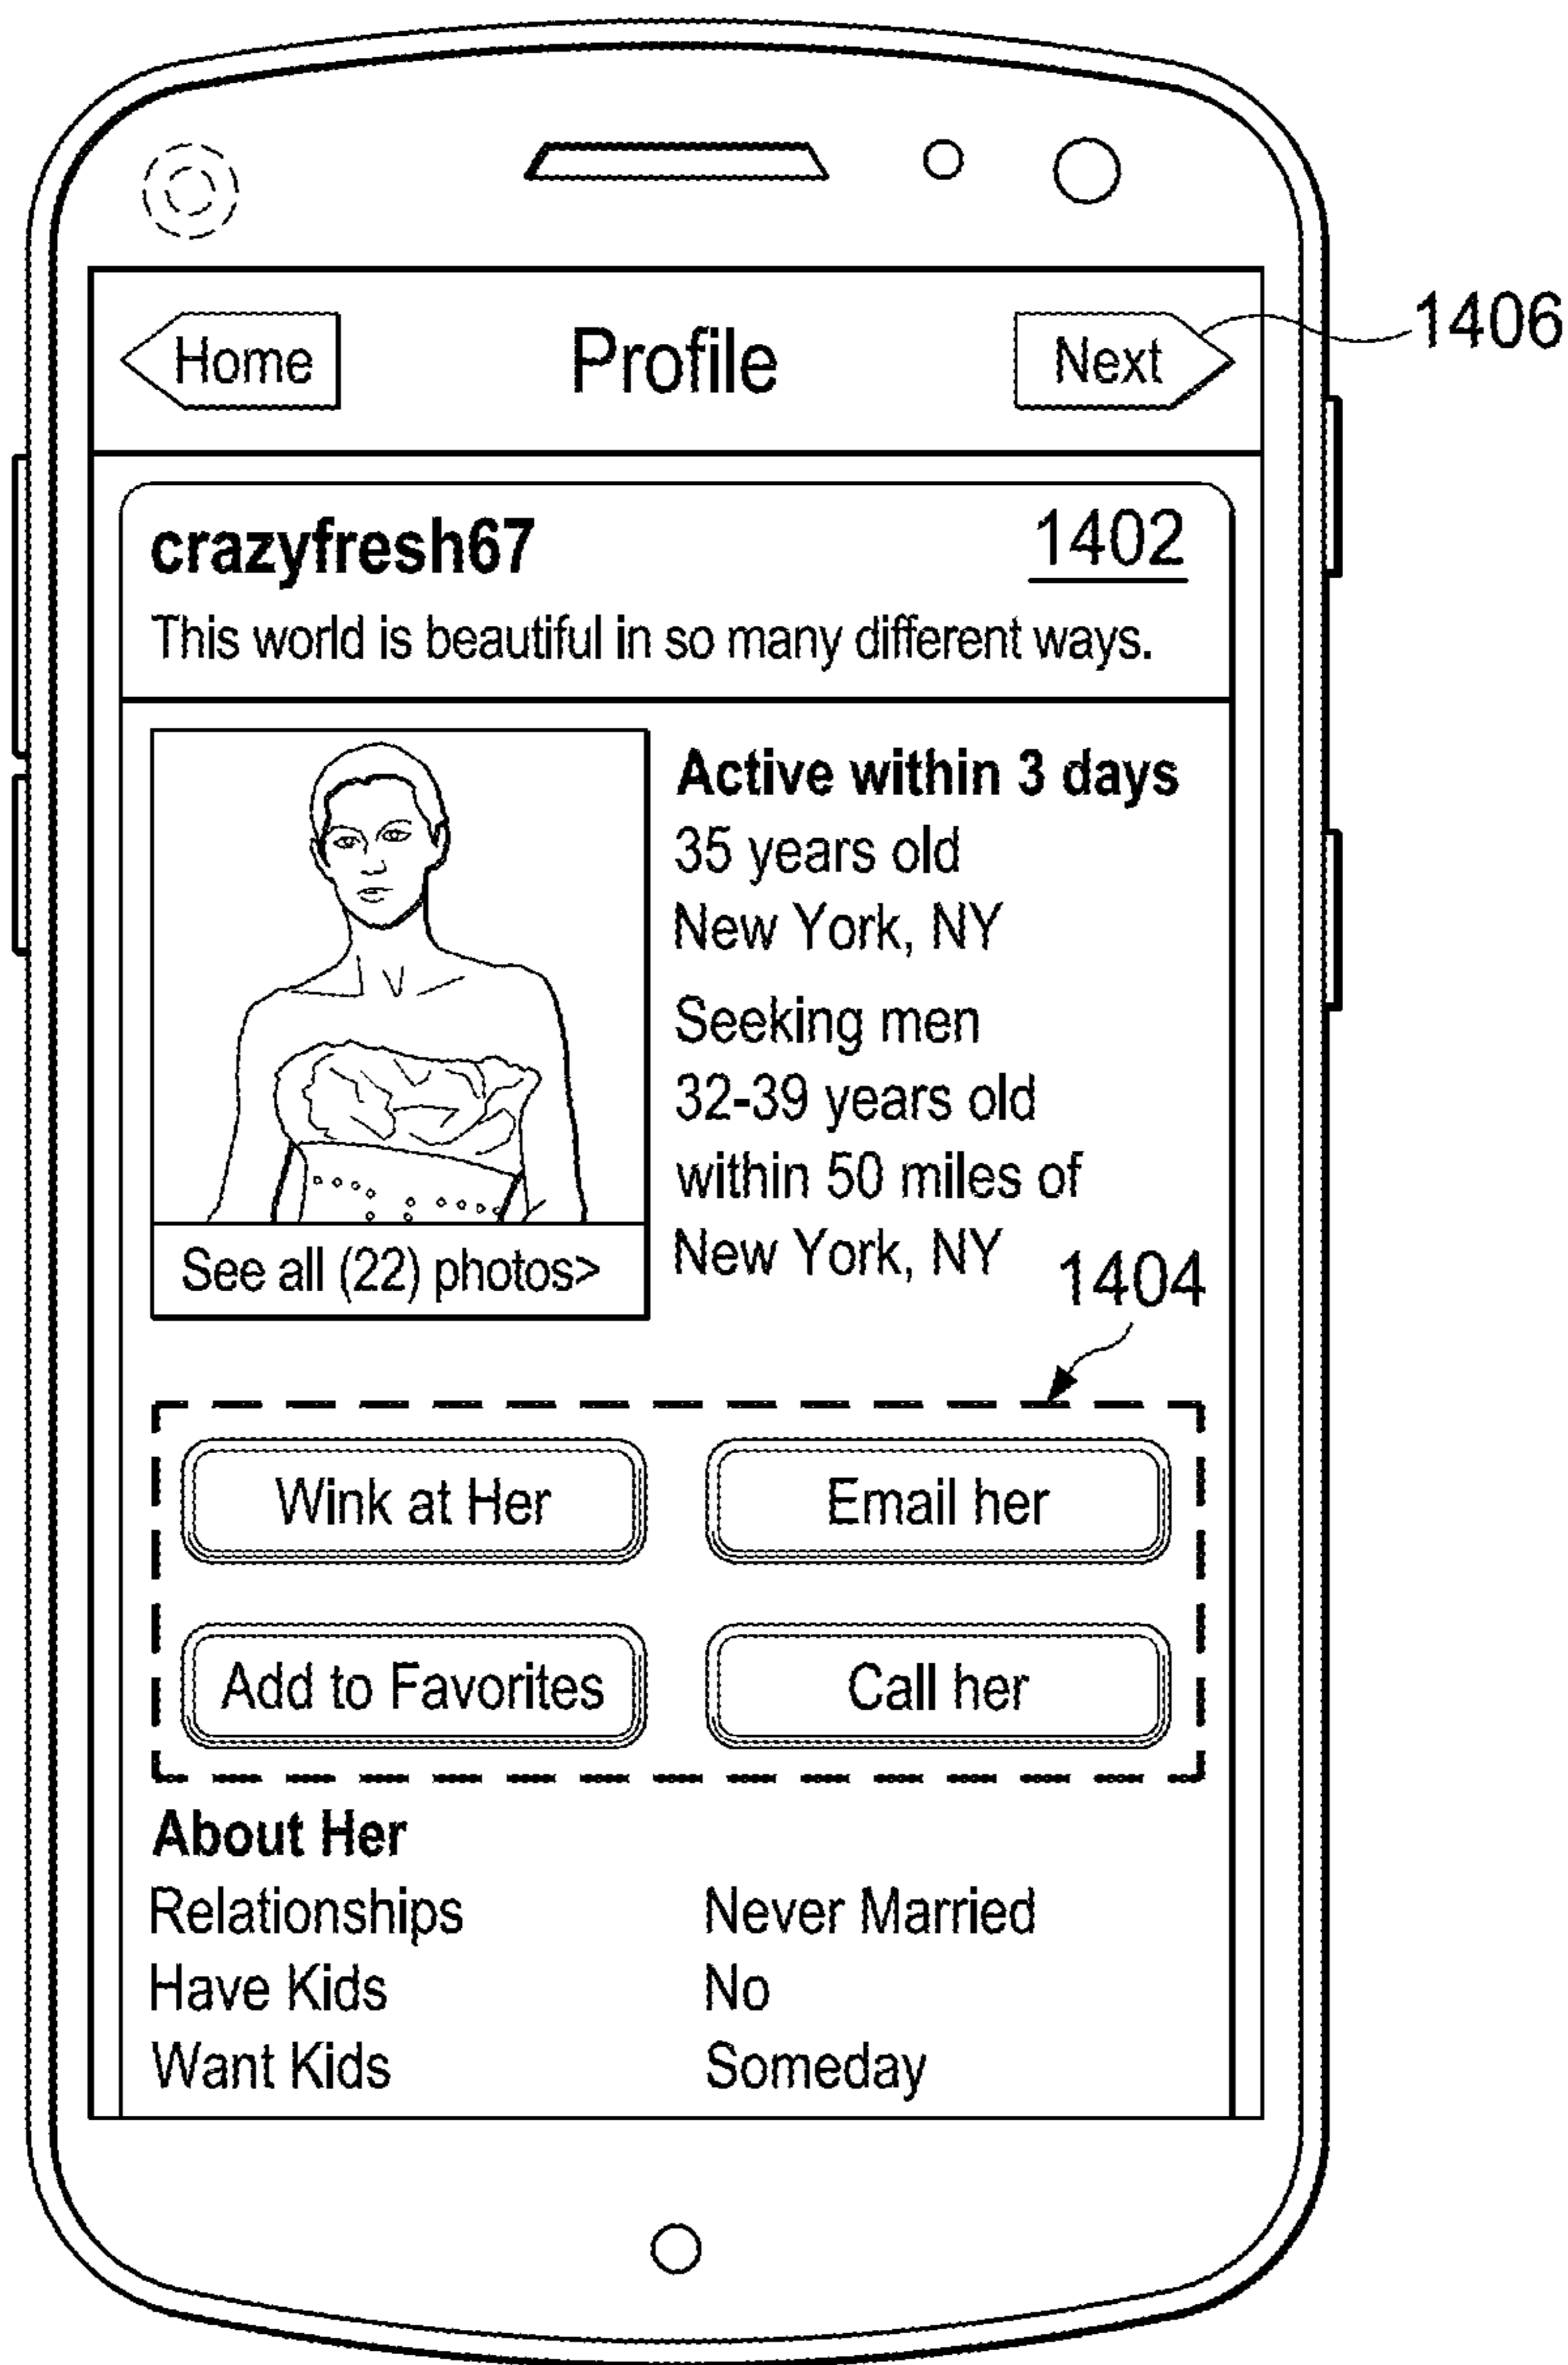 Home Profile Next
1406
crazyfresh67 1402
This world is beautiful in so many different ways.
Active within 3 days
35 years old
New York, NY
Seeking men
32-39 years old
within 50 miles of
New York, NY
See all (22) photos>
1404
Wink at Her Email her
Add to Favorites Call her
About Her
Relationships Never Married
Have Kids No
Want Kids Someday